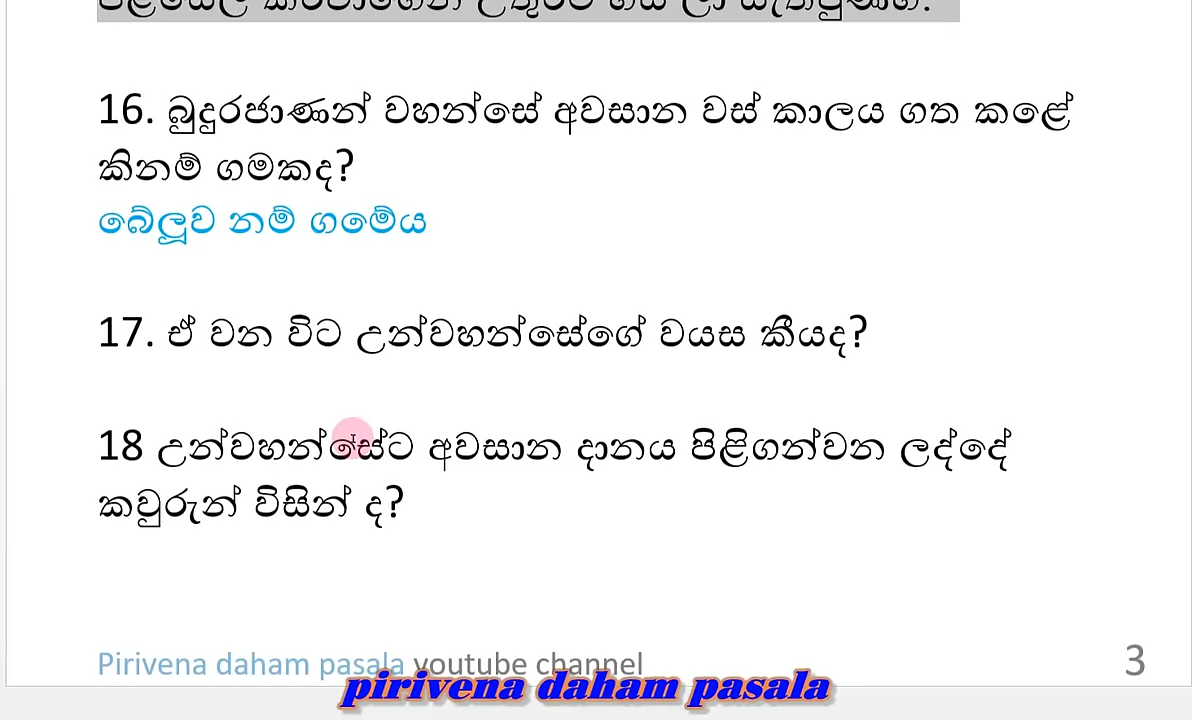 16. බුදුරජාණන් වහන්සේ අවසාන වස් කාලය ගත කළේ
කිනම් ගමකද?
බේලූව නම් ගමේය
17. ඒ වන විට උන්වහන්සේගේ වයස කීයද?
18 උන්වහන්සේට අවසාන දානය පිළිගන්වන ලද්දේ
කවුරුන් විසින් ද?
Pirivena daham pasala youtube channel
3
pirivena daham pasala